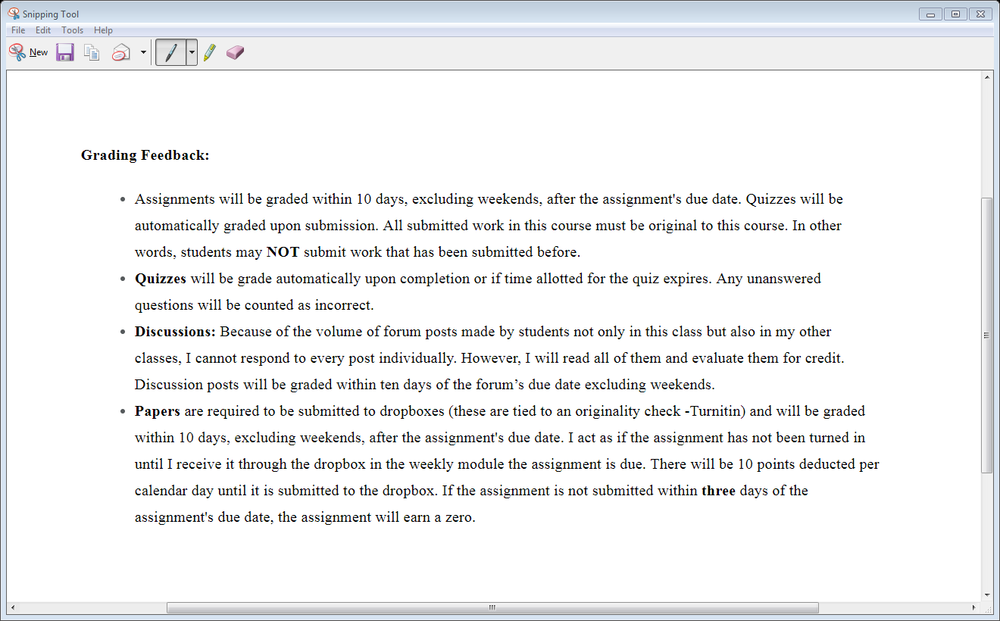 Snipping Tool
File Edit Tools Help
New
Grading Feedback:
Assignments will be graded within 10 days, excluding weekends, after the assignment's due date. Quizzes will be
automatically graded upon submission. All submitted work in this course must be original to this course. In other
words, students may NOT submit work that has been submitted before.
Quizzes will be grade automatically upon completion or if time allotted for the quiz expires. Any unanswered
questions will be counted as incorrect.
Discussions: Because of the volume of forum posts made by students not only in this class but also in my other
classes, I cannot respond to every post individually. However, I will read all of them and evaluate them for credit.
Discussion posts will be graded within ten days of the forum’s due date excluding weekends.
Papers are required to be submitted to dropboxes (these are tied to an originality check -Turnitin) and will be graded
within 10 days, excluding weekends, after the assignment's due date. I act as if the assignment has not been turned in
until I receive it through the dropbox in the weekly module the assignment is due. There will be 10 points deducted per
calendar day until it is submitted to the dropbox. If the assignment is not submitted within three days of the
assignment's due date, the assignment will earn a zero.